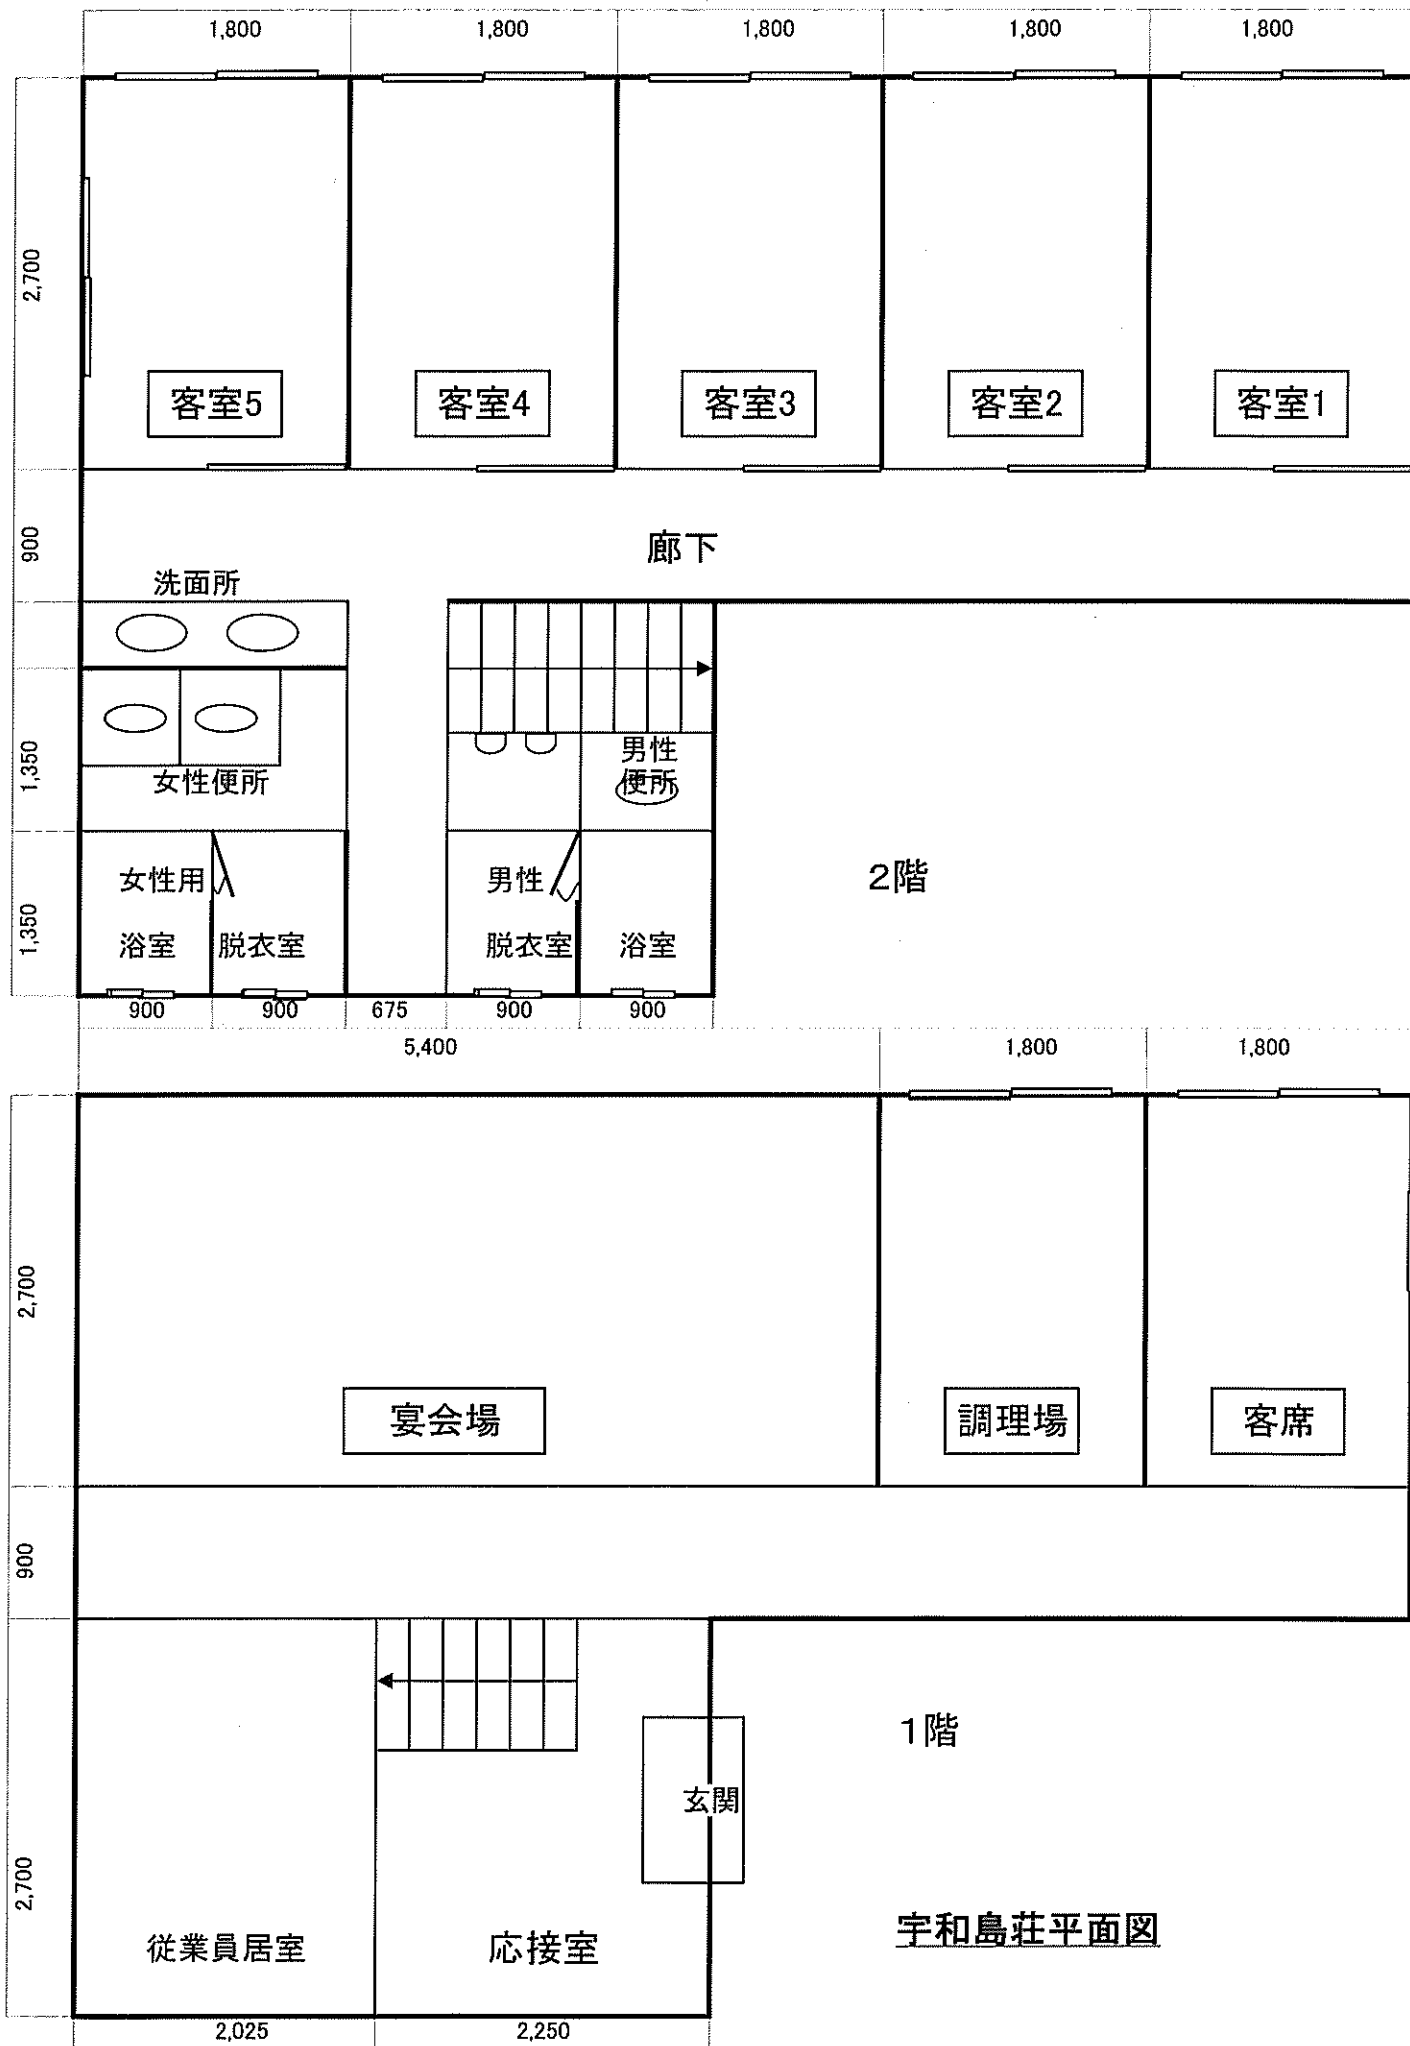 1,800 1,800 1,800 1,800 1,800
2,700
客室5 客室4 客室3 客室2 客室1
900
廊下
洗面所
1,350
男性
便所
女性便所
女性用 男性 2階
1,350
浴室 脱衣室 脱衣室 浴室
900 900 675 900 900
5,400 1,800 1,800
2,700
宴会場 調理場 客席
900
1階
玄関
2,700
従業員居室 応接室 宇和島荘平面図
2,025 2,250